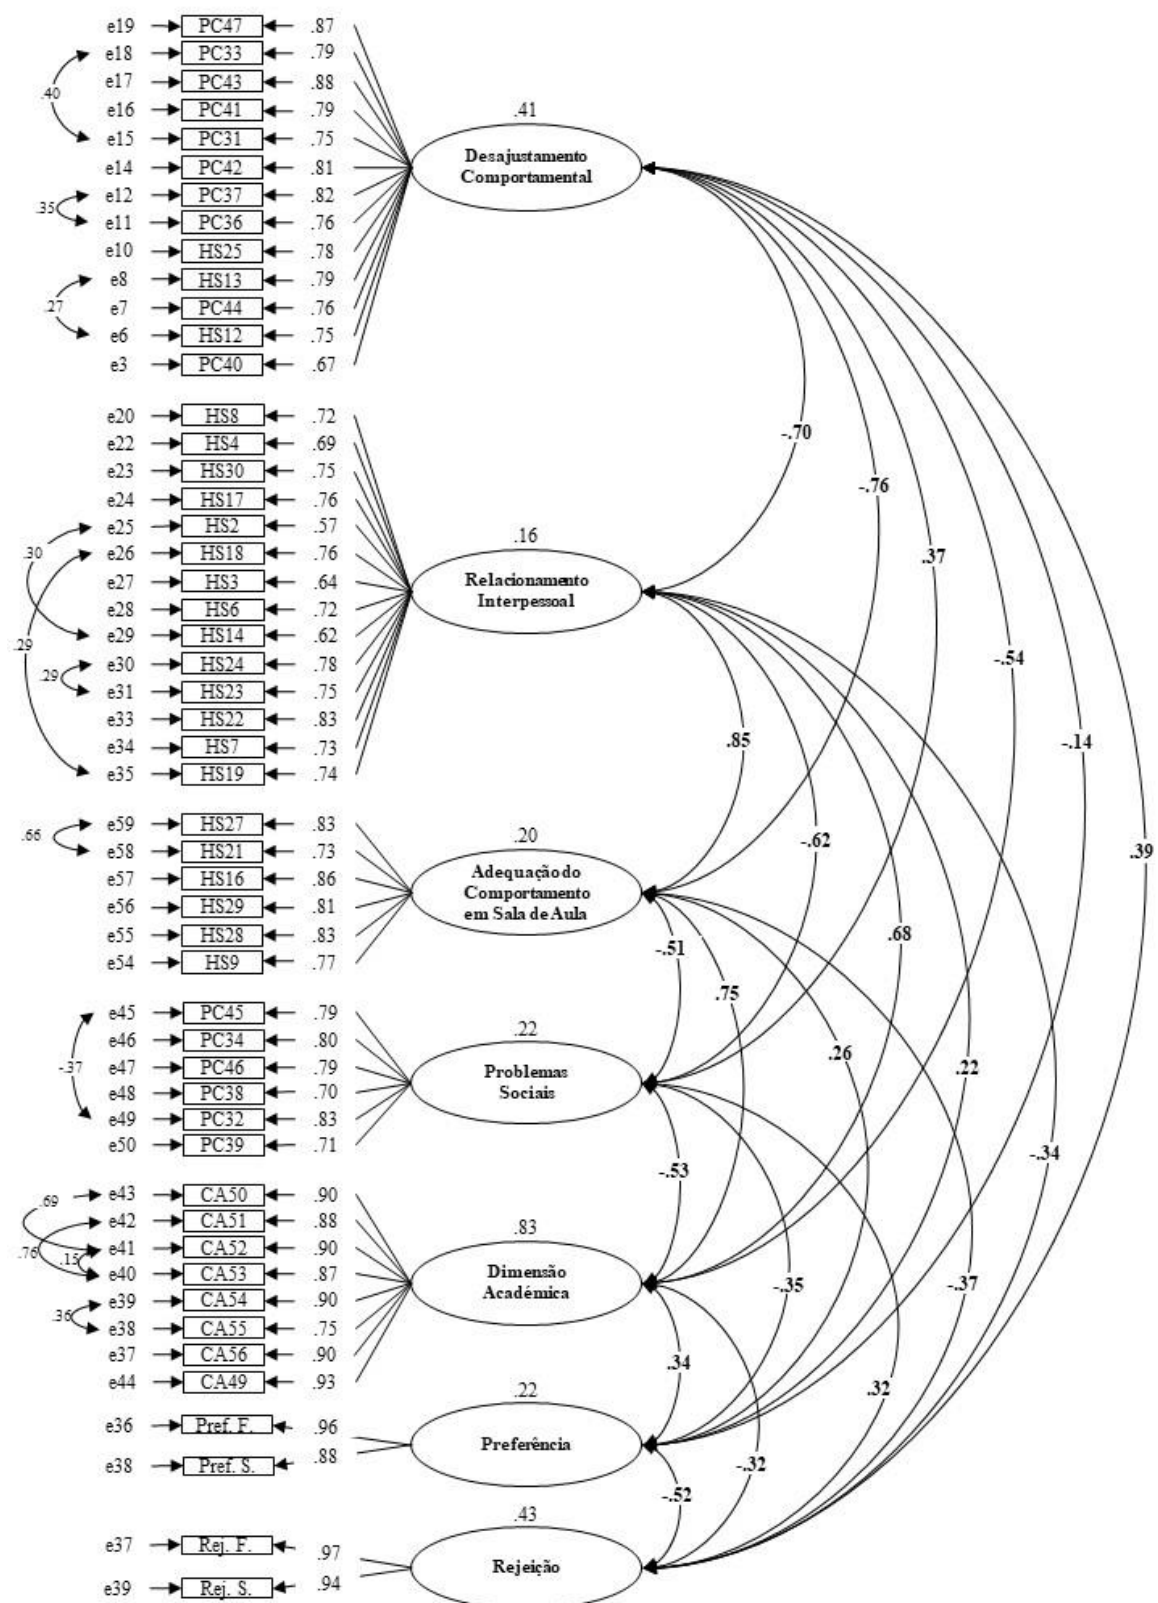 e19 PC47 .87
e18 PC33 .79
e17 PC43 .88
.40
e16 PC41 .79
.41
e15 PC31 .75
Desajustamento
Comportamental
e14 PC42 .81
e12 PC37 .82
.35
e11 PC36 .76
e10 HS25 .78
e8 HS13 .79
.27
e7 PC44 .76
e6 HS12 .75
e3 PC40 .67
e20 HS8 .72
-.70
e22 HS4 .69
e23 HS30 .75
-.76
e24 HS17 .76
e25 HS2 .57
.16
.30
e26 HS18 .76
.37
Relacionamento
Interpessoal
e27 HS3 .64
e28 HS6 .72
e29 HS14 .62
.29
-.54
e30 HS24 .78
.29
e31 HS23 .75
e33 HS22 .83
.85
-.14
e34 HS7 .73
e35 HS19 .74
e59 HS27 .83
.66
.20
-.62
.39
e58 HS21 .73
Adequação do
Comportamento
em Sala de Aula
e57 HS16 .86
e56 HS29 .81
e55 HS28 .83
.68
-.51
e54 HS9 .77
.75
e45 PC45 .79
.22
e46 PC34 .80
.26
-.37
e47 PC46 .79
.22
Problemas
Sociais
e48 PC38 .70
e49 PC32 .83
e50 PC39 .71
-.34
-.53
e43 CA50 .90
.69
e42 CA51 .88
.83
e41 CA52 .90
.76
.15
e40 CA53 .87
Dimensão
Académica
-.35
-.37
e39 CA54 .90
.36
e38 CA55 .75
e37 CA56 .90
.34
e44 CA49 .93
.32
.22
e36 Pref. F. .96
Preferência
e38 Pref. S. .88
-.32
-.52
.43
e37 Rej. F. .97
Rejeição
e39 Rej. S. .94